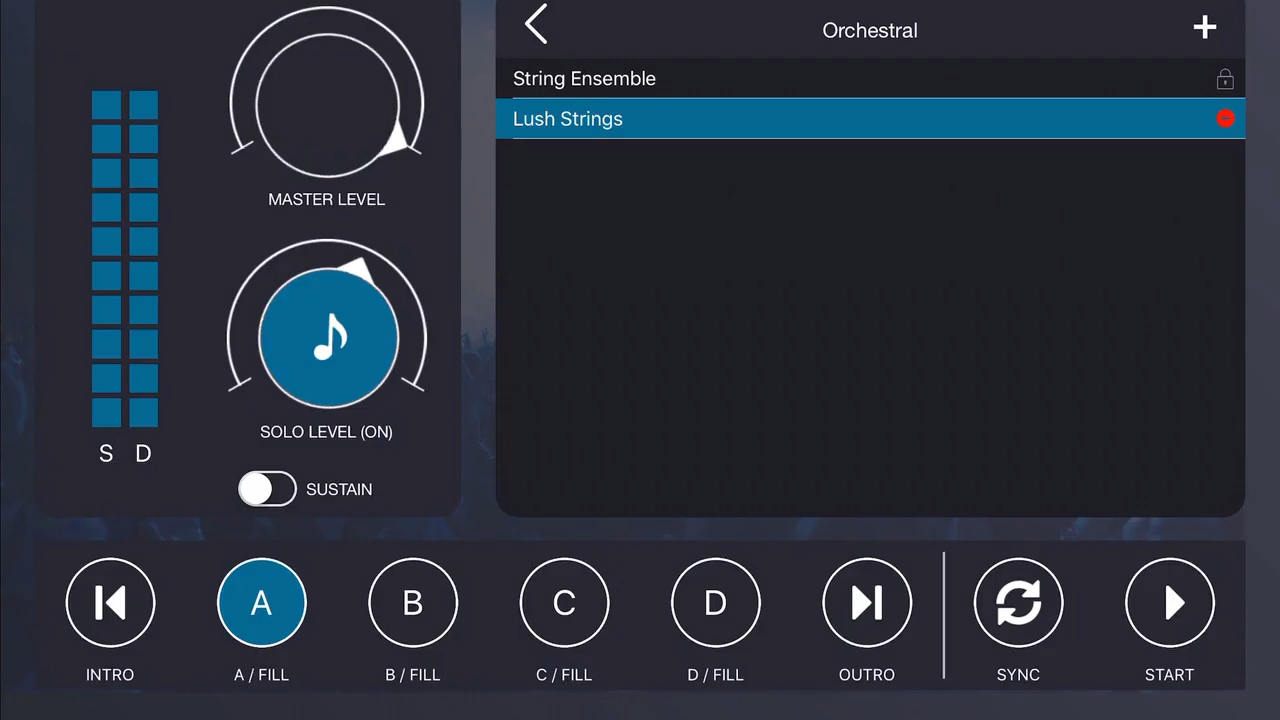 Orchestral
String Ensemble
Lush Strings
MASTER LEVEL
SOLO LEVEL (ON)
S D
SUSTAIN
A B C D
INTRO A / FILL B / FILL C / FILL D / FILL OUTRO SYNC START